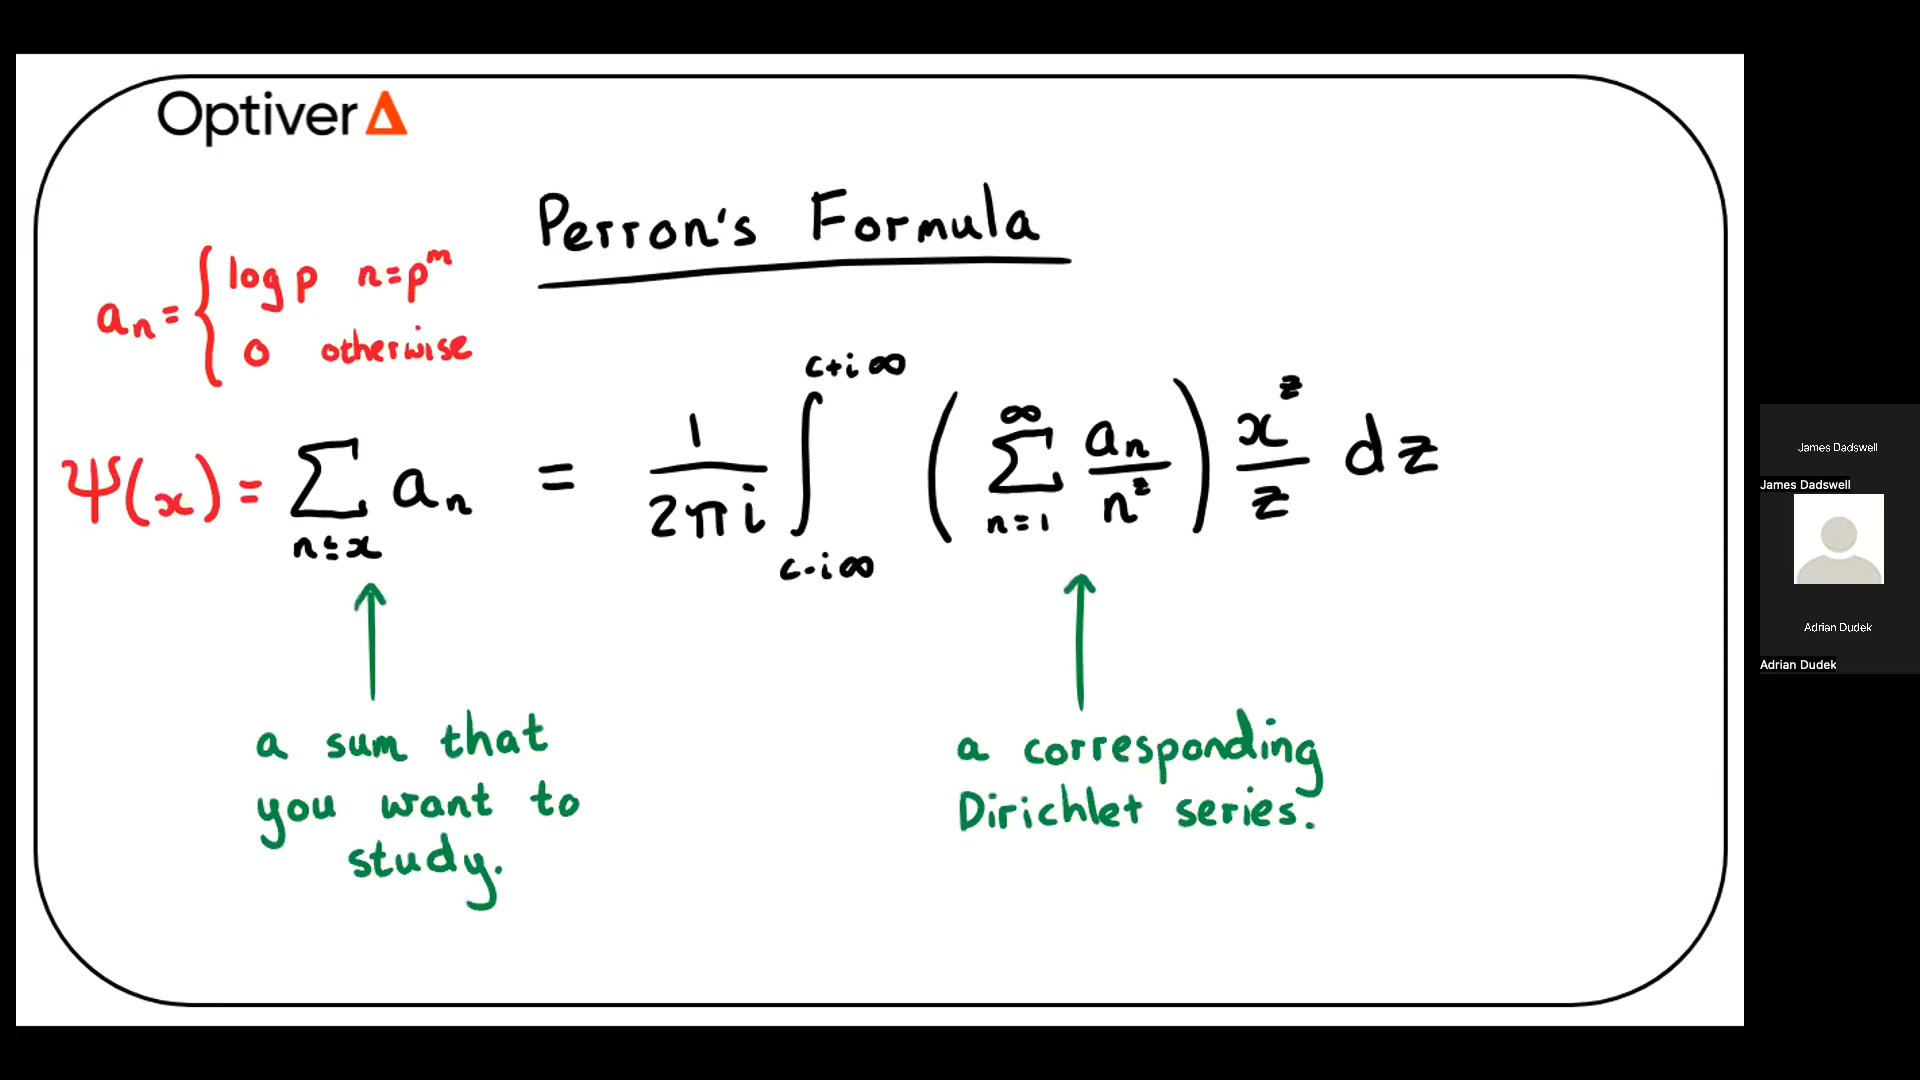 Optiver
Perron's Formula
aₙ = { log p n=pᵐ
0 otherwise
Ψ(x) = ∑ aₙ = 1/2πi ∫ ( ∑ aₙ/nᶻ ) xᶻ/z dz
n≤x
c+i∞
c-i∞
∞
n=1
a sum that
you want to
study.
a corresponding
Dirichlet series.
James Dadswell
James Dadswell
Adrian Dudek
Adrian Dudek